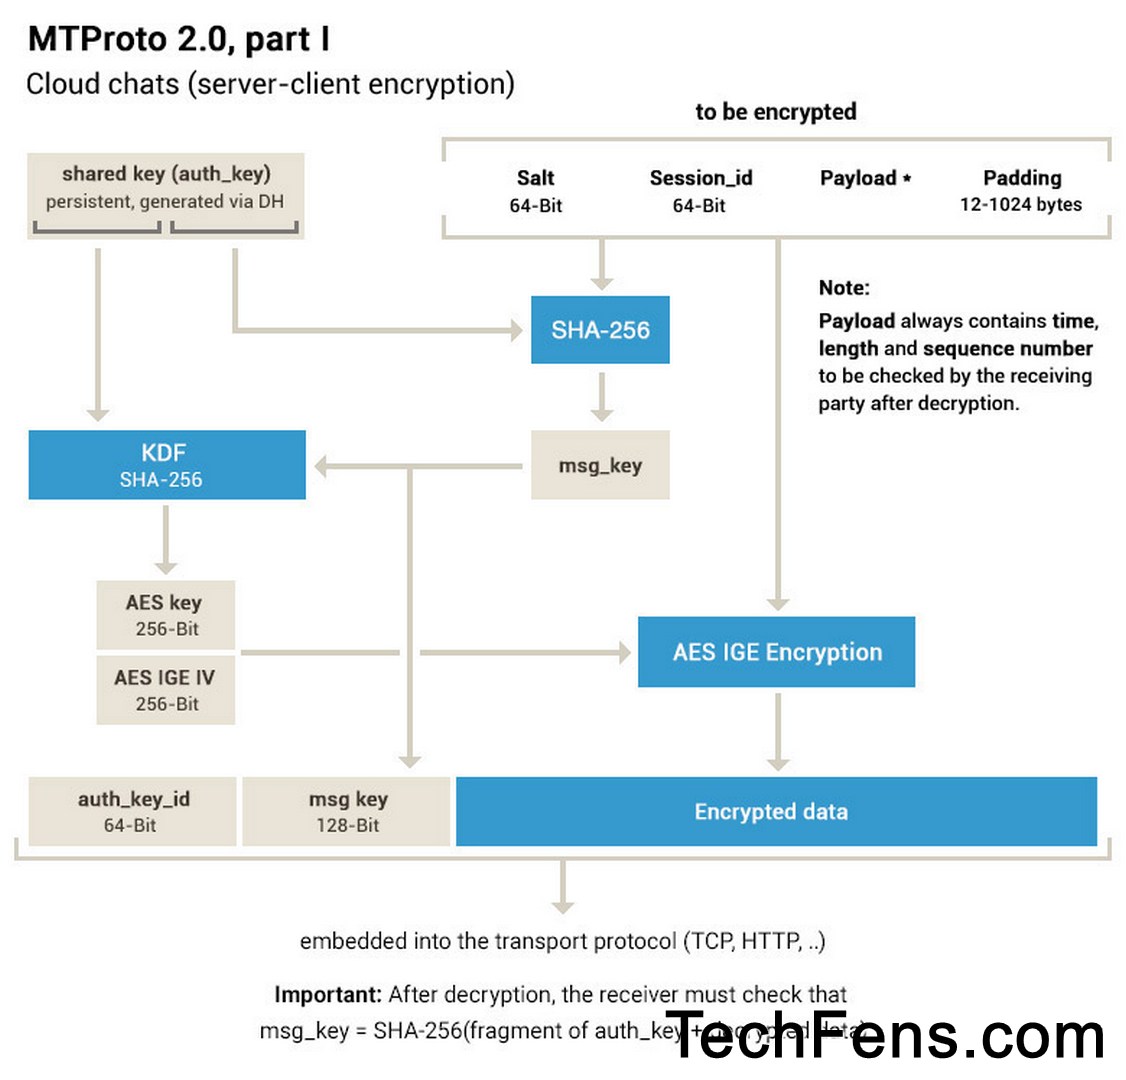 MTProto 2.0, part I
Cloud chats (server-client encryption)
to be encrypted
shared key (auth_key)
persistent, generated via DH
Salt
64-Bit
Session_id
64-Bit
Payload *
Padding
12-1024 bytes
SHA-256
Note:
Payload always contains time,
length and sequence number
to be checked by the receiving
party after decryption.
KDF
SHA-256
msg_key
AES key
256-Bit
AES IGE IV
256-Bit
AES IGE Encryption
auth_key_id
64-Bit
msg key
128-Bit
Encrypted data
embedded into the transport protocol (TCP, HTTP, ..)
Important: After decryption, the receiver must check that
msg_key = SHA-256(fragment of auth_key + decrypted data)
TechFens.com